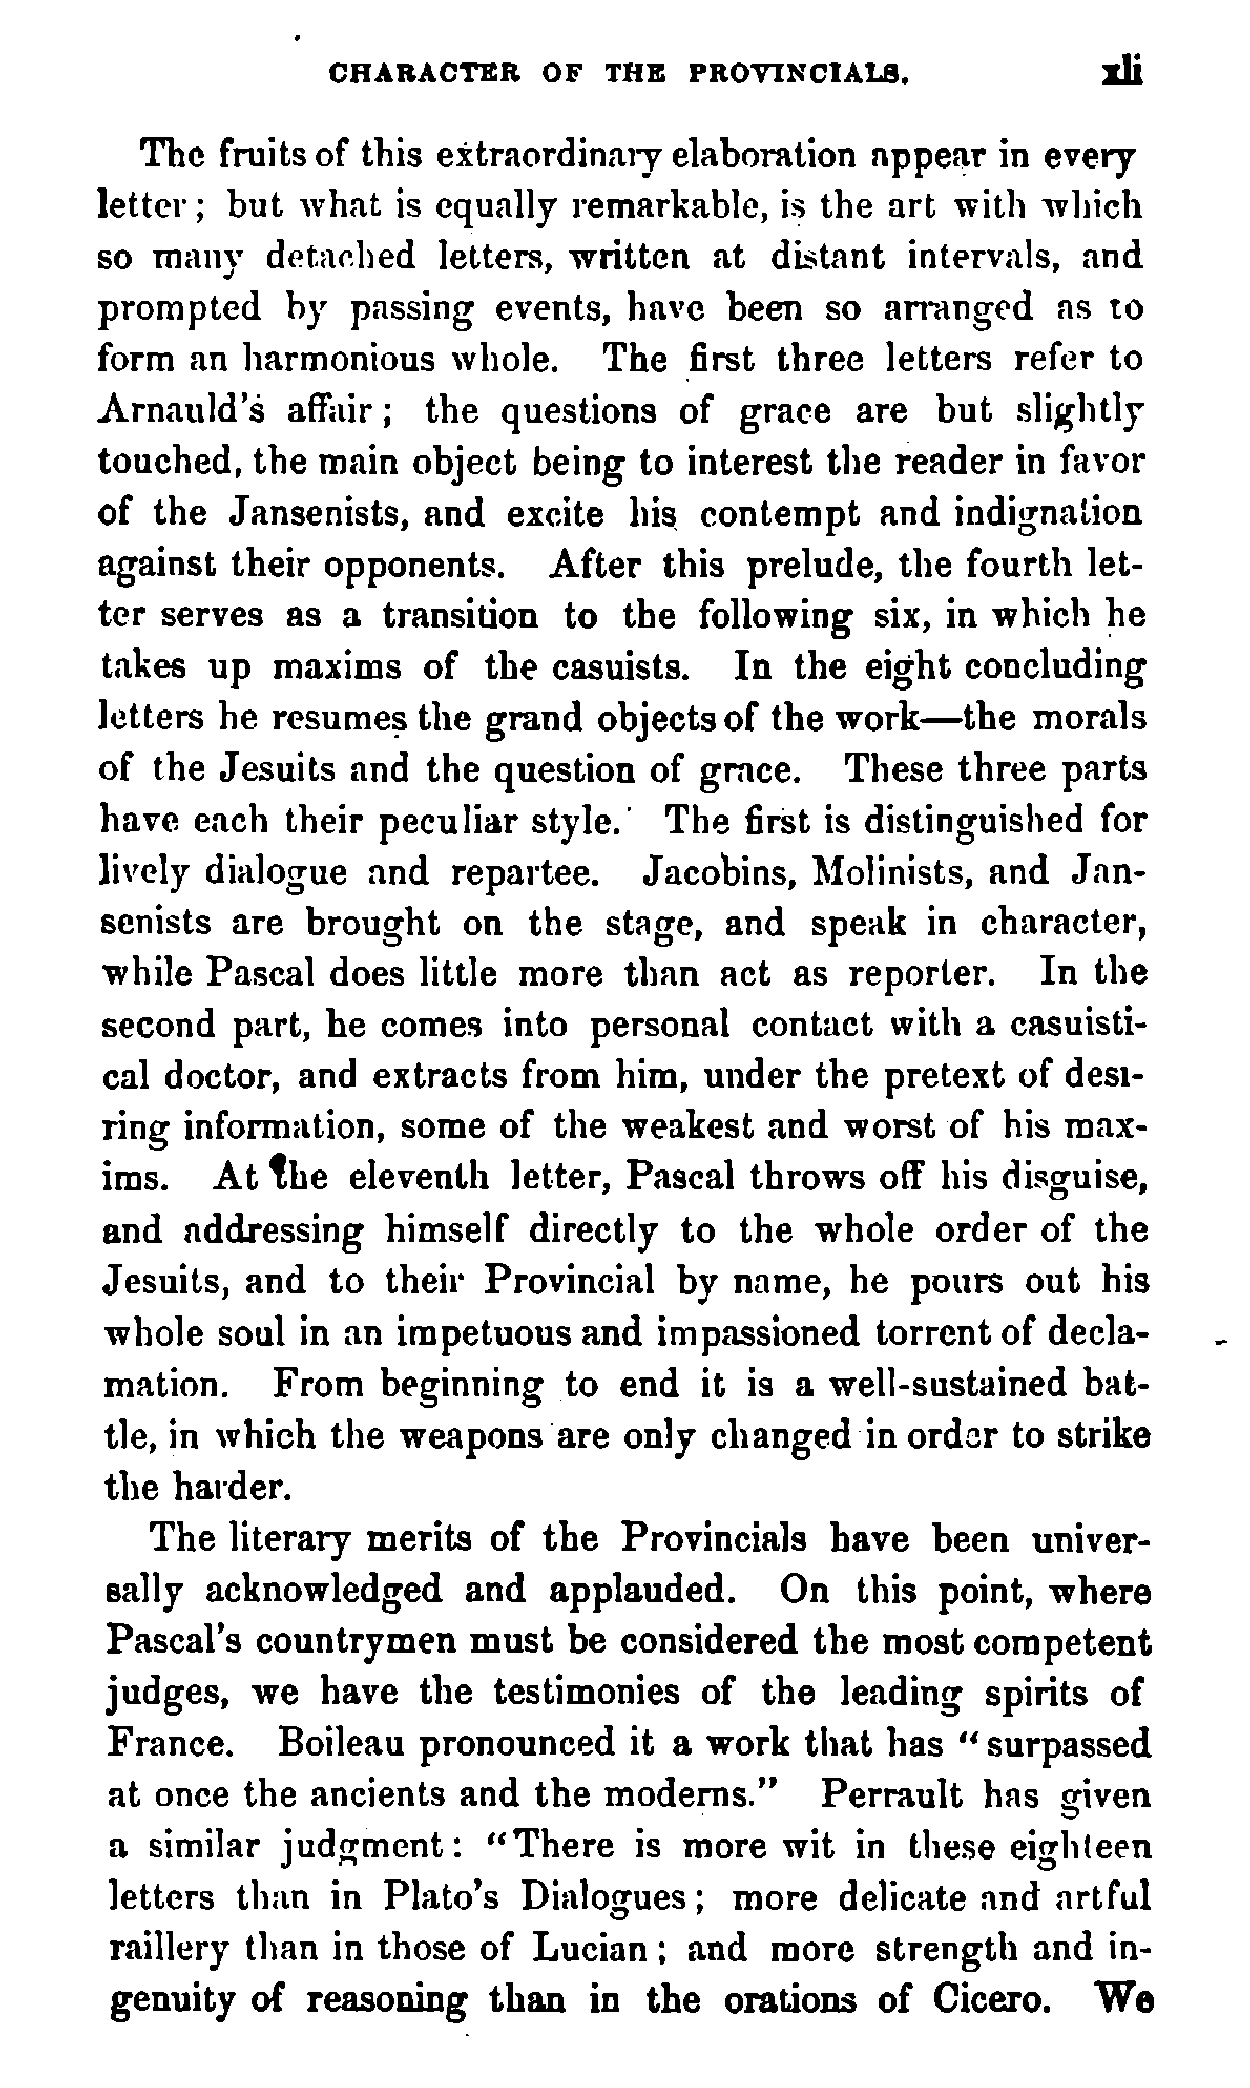 CHARACTER OF THE PROVINCIALS. xli
The fruits of this extraordinary elaboration appear in every
letter; but what is equally remarkable, is the art with which
so many detached letters, written at distant intervals, and
prompted by passing events, have been so arranged as to
form an harmonious whole. The first three letters refer to
Arnauld's affair; the questions of grace are but slightly
touched, the main object being to interest the reader in favor
of the Jansenists, and excite his contempt and indignation
against their opponents. After this prelude, the fourth let-
ter serves as a transition to the following six, in which he
takes up maxims of the casuists. In the eight concluding
letters he resumes the grand objects of the work—the morals
of the Jesuits and the question of grace. These three parts
have each their peculiar style. The first is distinguished for
lively dialogue and repartee. Jacobins, Molinists, and Jan-
senists are brought on the stage, and speak in character,
while Pascal does little more than act as reporter. In the
second part, he comes into personal contact with a casuisti-
cal doctor, and extracts from him, under the pretext of desi-
ring information, some of the weakest and worst of his max-
ims. At the eleventh letter, Pascal throws off his disguise,
and addressing himself directly to the whole order of the
Jesuits, and to their Provincial by name, he pours out his
whole soul in an impetuous and impassioned torrent of decla-
mation. From beginning to end it is a well-sustained bat-
tle, in which the weapons are only changed in order to strike
the harder.
The literary merits of the Provincials have been univer-
sally acknowledged and applauded. On this point, where
Pascal's countrymen must be considered the most competent
judges, we have the testimonies of the leading spirits of
France. Boileau pronounced it a work that has "surpassed
at once the ancients and the moderns." Perrault has given
a similar judgment: "There is more wit in these eighteen
letters than in Plato's Dialogues; more delicate and artful
raillery than in those of Lucian; and more strength and in-
genuity of reasoning than in the orations of Cicero. We